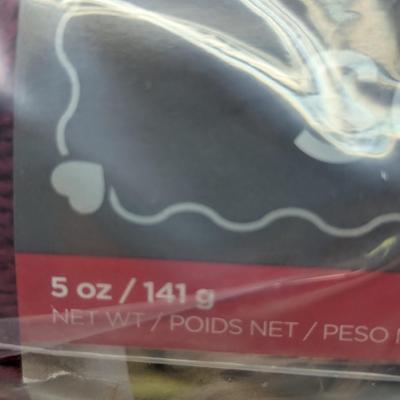 5 oz / 141 g
NET WT / POIDS NET / PESO